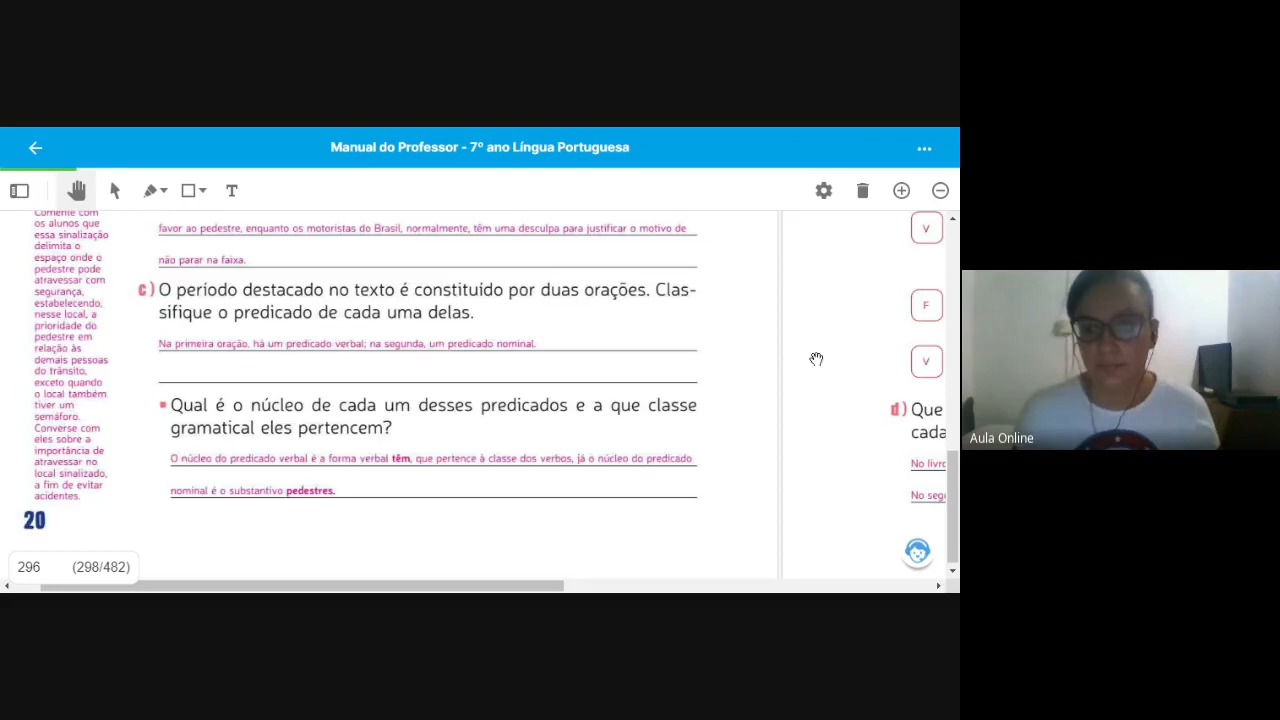 Manual do Professor - 7º ano Língua Portuguesa
T
Comente com
os alunos que
essa sinalização
delimita o
espaço onde o
pedestre pode
atravessar com
segurança,
estabelecendo,
nesse local, a
prioridade do
pedestre em
relação às
demais pessoas
do trânsito,
exceto quando
o local também
tiver um
semáforo.
Converse com
eles sobre a
importância de
atravessar no
local sinalizado,
a fim de evitar
acidentes.
20
favor ao pedestre, enquanto os motoristas do Brasil, normalmente, têm uma desculpa para justificar o motivo de
não parar na faixa.
c) O período destacado no texto é constituído por duas orações. Clas-
sifique o predicado de cada uma delas.
Na primeira oração, há um predicado verbal; na segunda, um predicado nominal.
Qual é o núcleo de cada um desses predicados e a que classe
gramatical eles pertencem?
O núcleo do predicado verbal é a forma verbal têm, que pertence à classe dos verbos, já o núcleo do predicado
nominal é o substantivo pedestres.
V
F
V
d) Que
cada
No livro
No seg
296 (298/482)
Aula Online